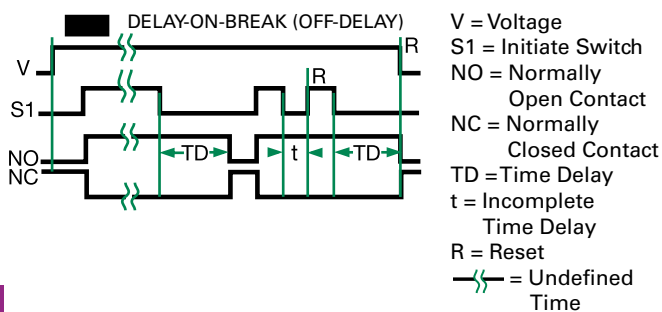 DELAY-ON-BREAK (OFF-DELAY)
R
V
R
S1
NO
TD
t
TD
NC
V = Voltage
S1 = Initiate Switch
NO = Normally
Open Contact
NC = Normally
Closed Contact
TD =Time Delay
t = Incomplete
Time Delay
R = Reset
= Undefined
Time